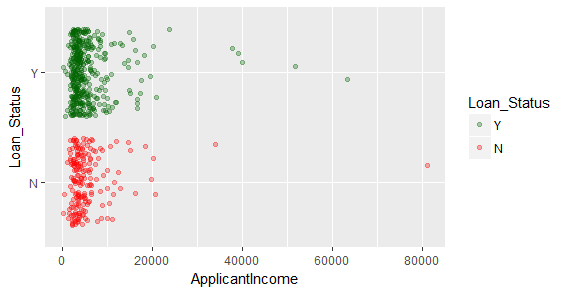 Loan_Status
Y
N
0 20000 40000 60000 80000
ApplicantIncome
Loan_Status
Y
N